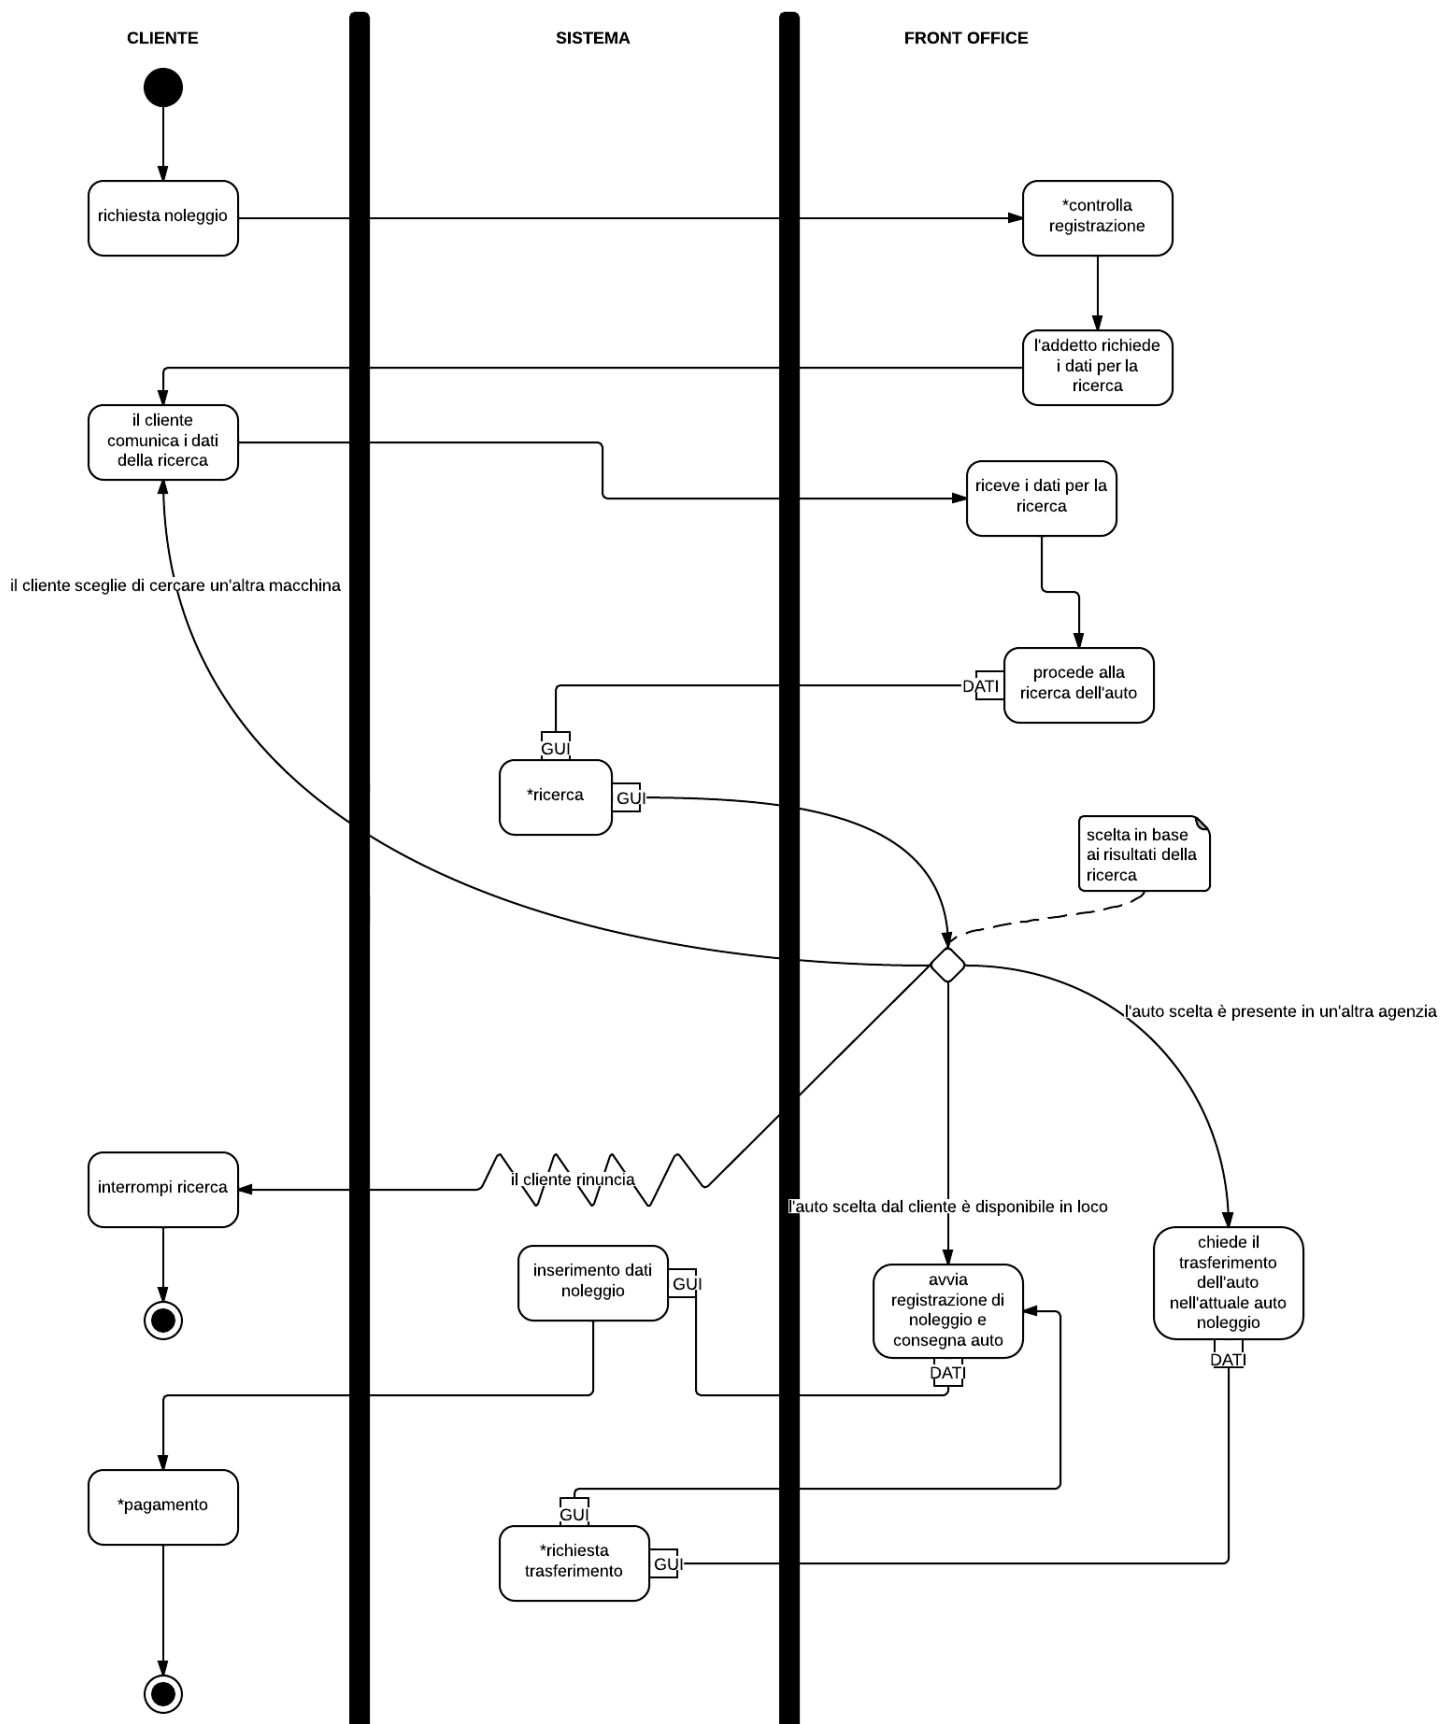 CLIENTE
SISTEMA
FRONT OFFICE
richiesta noleggio
*controlla
registrazione
l'addetto richiede
i dati per la
ricerca
il cliente
comunica i dati
della ricerca
riceve i dati per la
ricerca
il cliente sceglie di cercare un'altra macchina
procede alla
ricerca dell'auto
DATI
GUI
*ricerca
GUI
scelta in base
ai risultati della
ricerca
l'auto scelta è presente in un'altra agenzia
interrompi ricerca
il cliente rinuncia
l'auto scelta dal cliente è disponibile in loco
inserimento dati
noleggio
GUI
avvia
registrazione di
noleggio e
consegna auto
DATI
chiede il
trasferimento
dell'auto
nell'attuale auto
noleggio
DATI
*pagamento
GUI
*richiesta
trasferimento
GUI